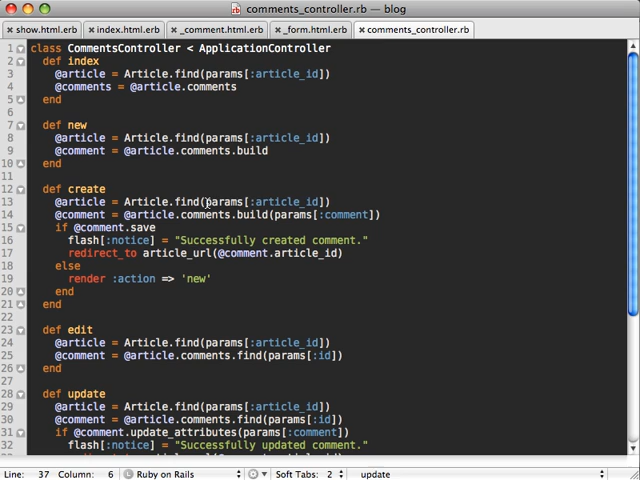 comments_controller.rb — blog
show.html.erb index.html.erb _comment.html.erb _form.html.erb comments_controller.rb
1 class CommentsController < ApplicationController
2 def index
3 @article = Article.find(params[:article_id])
4 @comments = @article.comments
5 end
6
7 def new
8 @article = Article.find(params[:article_id])
9 @comment = @article.comments.build
10 end
11
12 def create
13 @article = Article.find(params[:article_id])
14 @comment = @article.comments.build(params[:comment])
15 if @comment.save
16 flash[:notice] = "Successfully created comment."
17 redirect_to article_url(@comment.article_id)
18 else
19 render :action => 'new'
20 end
21 end
22
23 def edit
24 @article = Article.find(params[:article_id])
25 @comment = @article.comments.find(params[:id])
26 end
27
28 def update
29 @article = Article.find(params[:article_id])
30 @comment = @article.comments.find(params[:id])
31 if @comment.update_attributes(params[:comment])
32 flash[:notice] = "Successfully updated comment."
Line: 37 Column: 6 Ruby on Rails Soft Tabs: 2 update